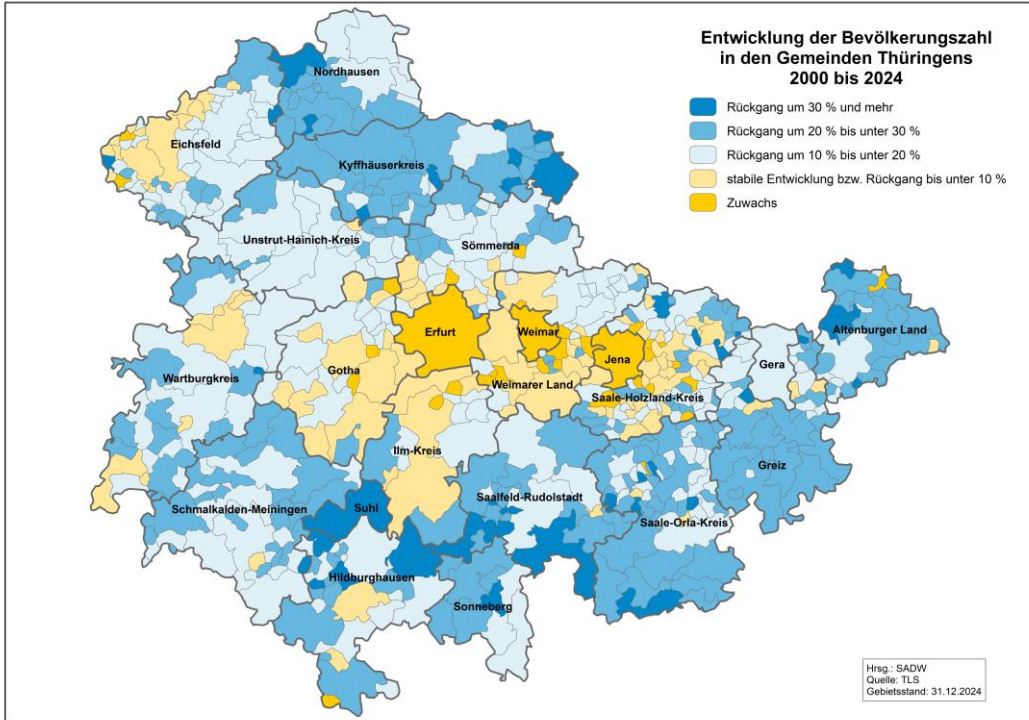 Entwicklung der Bevölkerungszahl
in den Gemeinden Thüringens
2000 bis 2024
Rückgang um 30 % und mehr
Rückgang um 20 % bis unter 30 %
Rückgang um 10 % bis unter 20 %
stabile Entwicklung bzw. Rückgang bis unter 10 %
Zuwachs
Nordhausen
Eichsfeld
Kyffhäuserkreis
Unstrut-Hainich-Kreis
Sömmerda
Erfurt
Weimar
Jena
Altenburger Land
Gera
Gotha
Wartburgkreis
Weimarer Land
Saale-Holzland-Kreis
Ilm-Kreis
Greiz
Saalfeld-Rudolstadt
Suhl
Schmalkalden-Meiningen
Saale-Orla-Kreis
Hildburghausen
Sonneberg
Hrsg.: SADW
Quelle: TLS
Gebietsstand: 31.12.2024